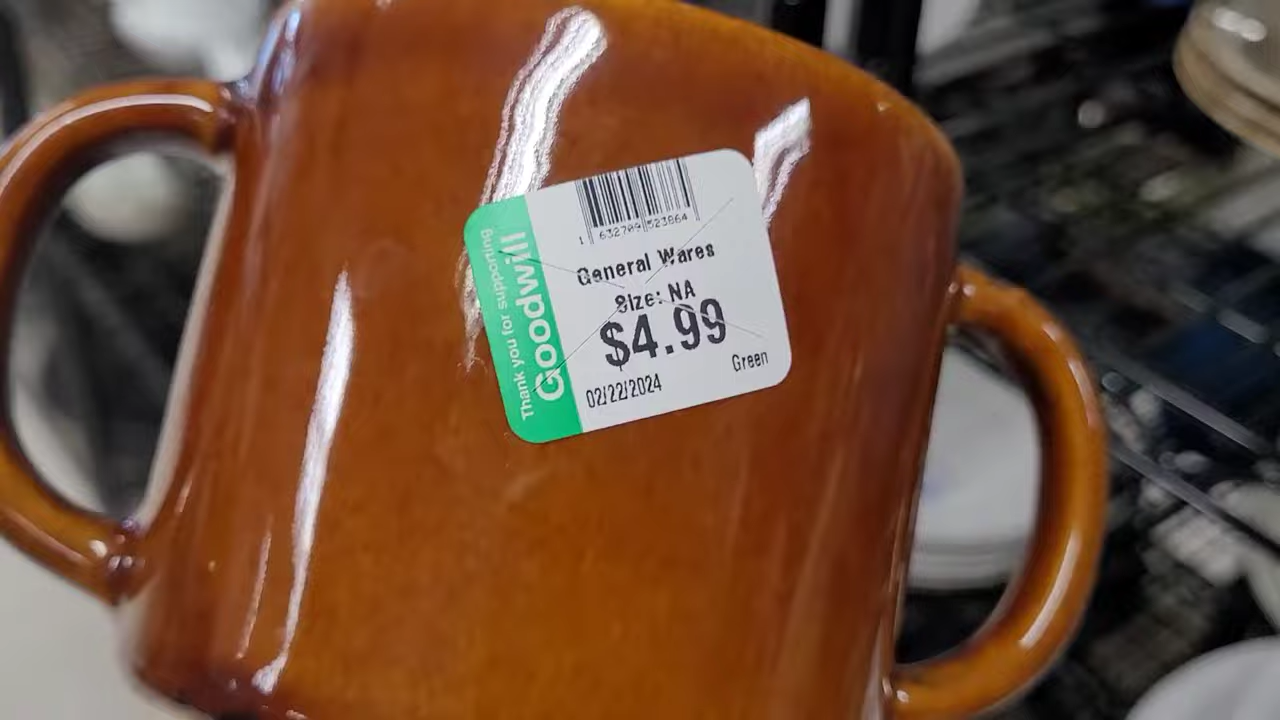 1 632709 523864
General Wares
Size: NA
$4.99
02/22/2024
Green
Thank you for supporting
Goodwill